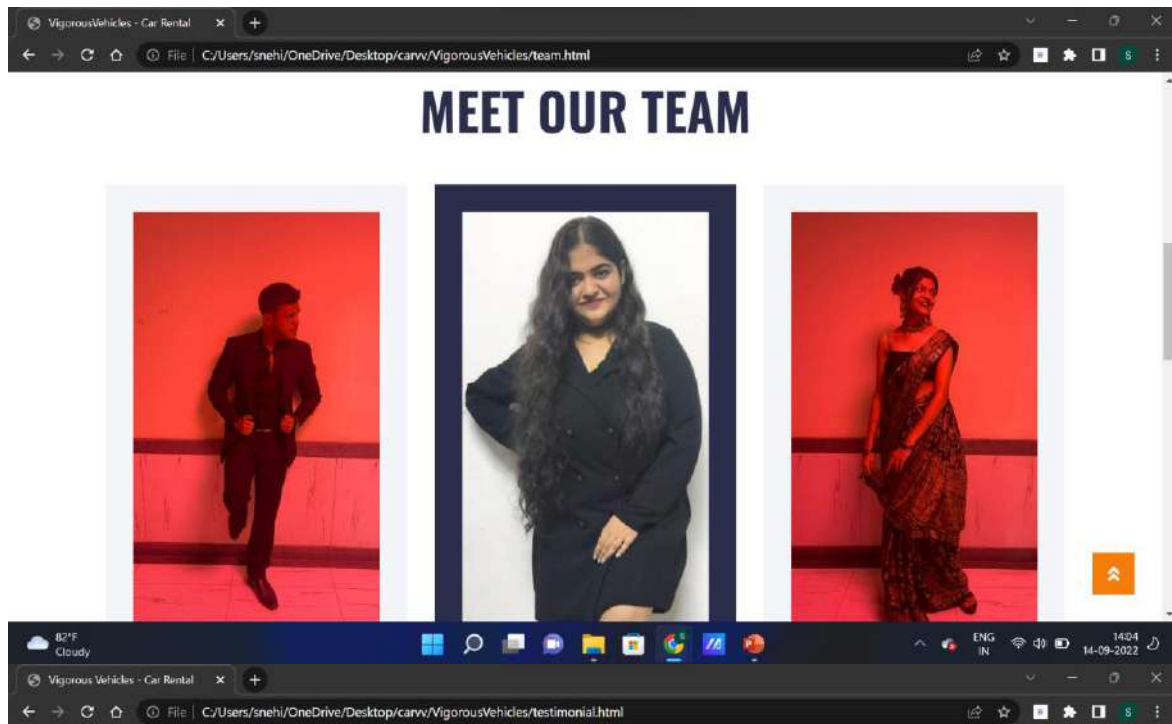 VigorousVehicles - Car Rental
File C:/Users/snehi/OneDrive/Desktop/carvv/VigorousVehicles/team.html
S
MEET OUR TEAM
82°F
Cloudy
ENG
IN
14:04
14-09-2022
Vigorous Vehicles - Car Rental
File C:/Users/snehi/OneDrive/Desktop/carvv/VigorousVehicles/testimonial.html
S